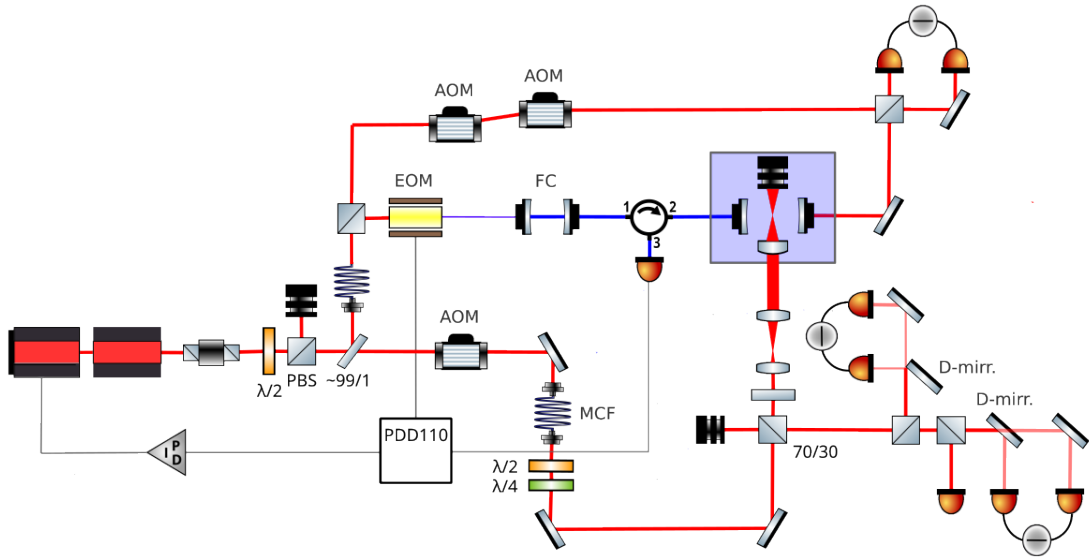 AOM
AOM
EOM
FC
1
2
3
AOM
λ/2
PBS
~99/1
MCF
D-mirr.
D-mirr.
PDD110
70/30
P
I
D
λ/2
λ/4